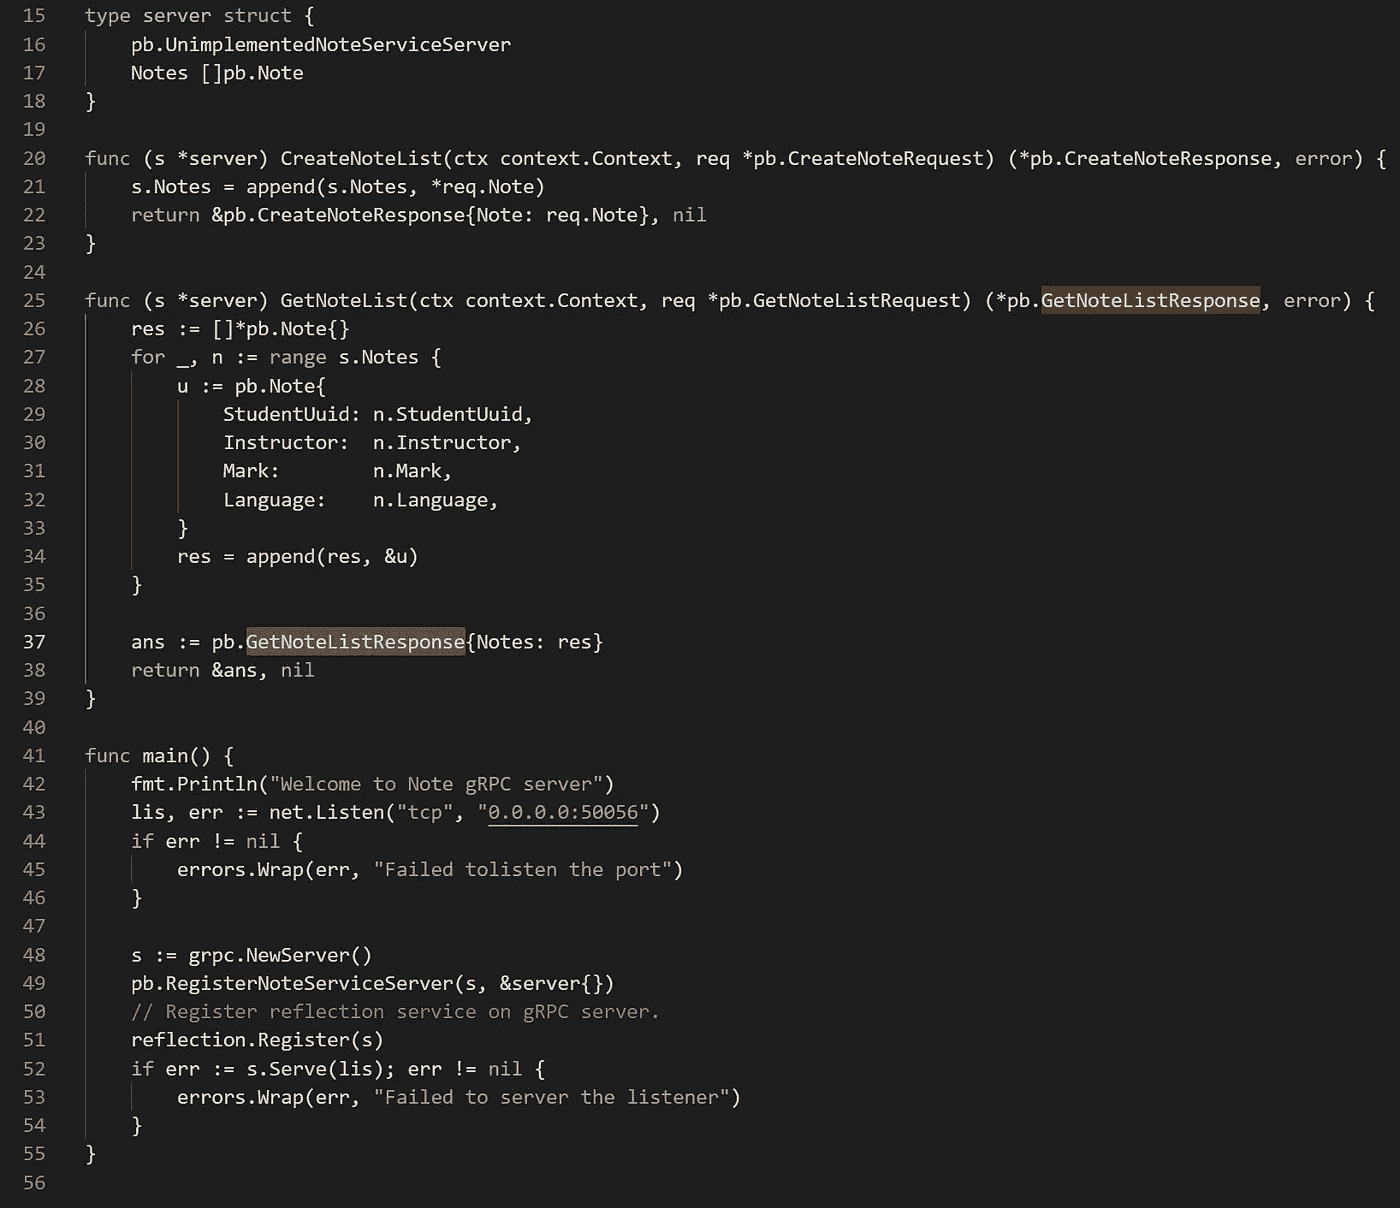 15 type server struct {
16     pb.UnimplementedNoteServiceServer
17     Notes []pb.Note
18 }
19
20 func (s *server) CreateNoteList(ctx context.Context, req *pb.CreateNoteRequest) (*pb.CreateNoteResponse, error) {
21     s.Notes = append(s.Notes, *req.Note)
22     return &pb.CreateNoteResponse{Note: req.Note}, nil
23 }
24
25 func (s *server) GetNoteList(ctx context.Context, req *pb.GetNoteListRequest) (*pb.GetNoteListResponse, error) {
26     res := []*pb.Note{}
27     for _, n := range s.Notes {
28         u := pb.Note{
29             StudentUuid: n.StudentUuid,
30             Instructor:  n.Instructor,
31             Mark:        n.Mark,
32             Language:    n.Language,
33         }
34         res = append(res, &u)
35     }
36
37     ans := pb.GetNoteListResponse{Notes: res}
38     return &ans, nil
39 }
40
41 func main() {
42     fmt.Println("Welcome to Note gRPC server")
43     lis, err := net.Listen("tcp", "0.0.0.0:50056")
44     if err != nil {
45         errors.Wrap(err, "Failed tolisten the port")
46     }
47
48     s := grpc.NewServer()
49     pb.RegisterNoteServiceServer(s, &server{})
50     // Register reflection service on gRPC server.
51     reflection.Register(s)
52     if err := s.Serve(lis); err != nil {
53         errors.Wrap(err, "Failed to server the listener")
54     }
55 }
56